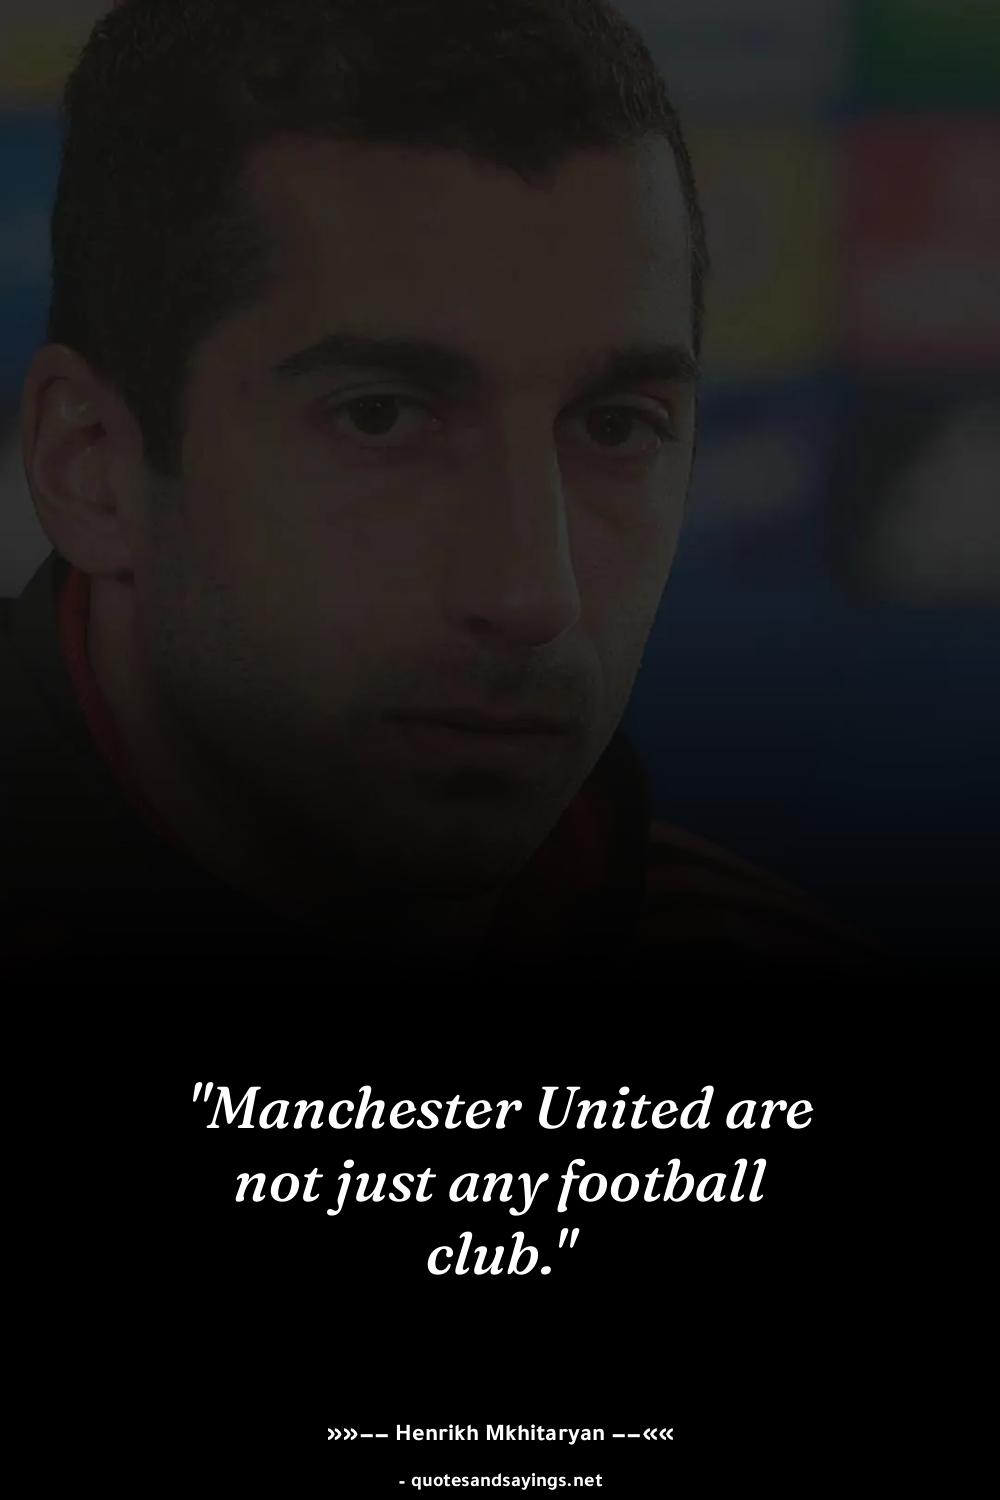 "Manchester United are
not just any football
club."
»»−− Henrikh Mkhitaryan −−««
- quotesandsayings.net